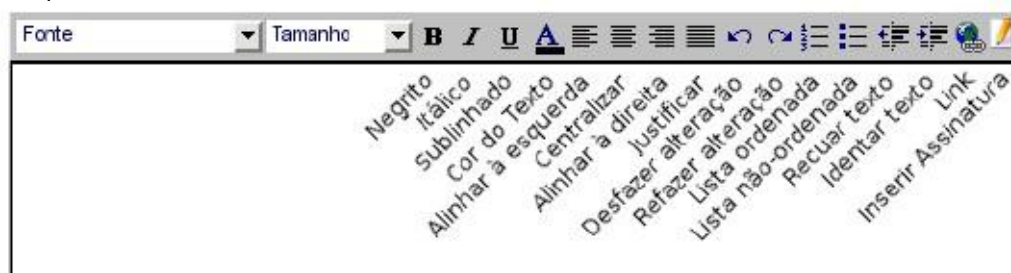 Fonte Tamanho B I U A
Negrito
Itálico
Sublinhado
Cor do Texto
Alinhar à esquerda
Centralizar
Alinhar à direita
Justificar
Desfazer alteração
Refazer alteração
Lista ordenada
Lista não-ordenada
Recuar texto
Identar texto
Link
Inserir Assinatura